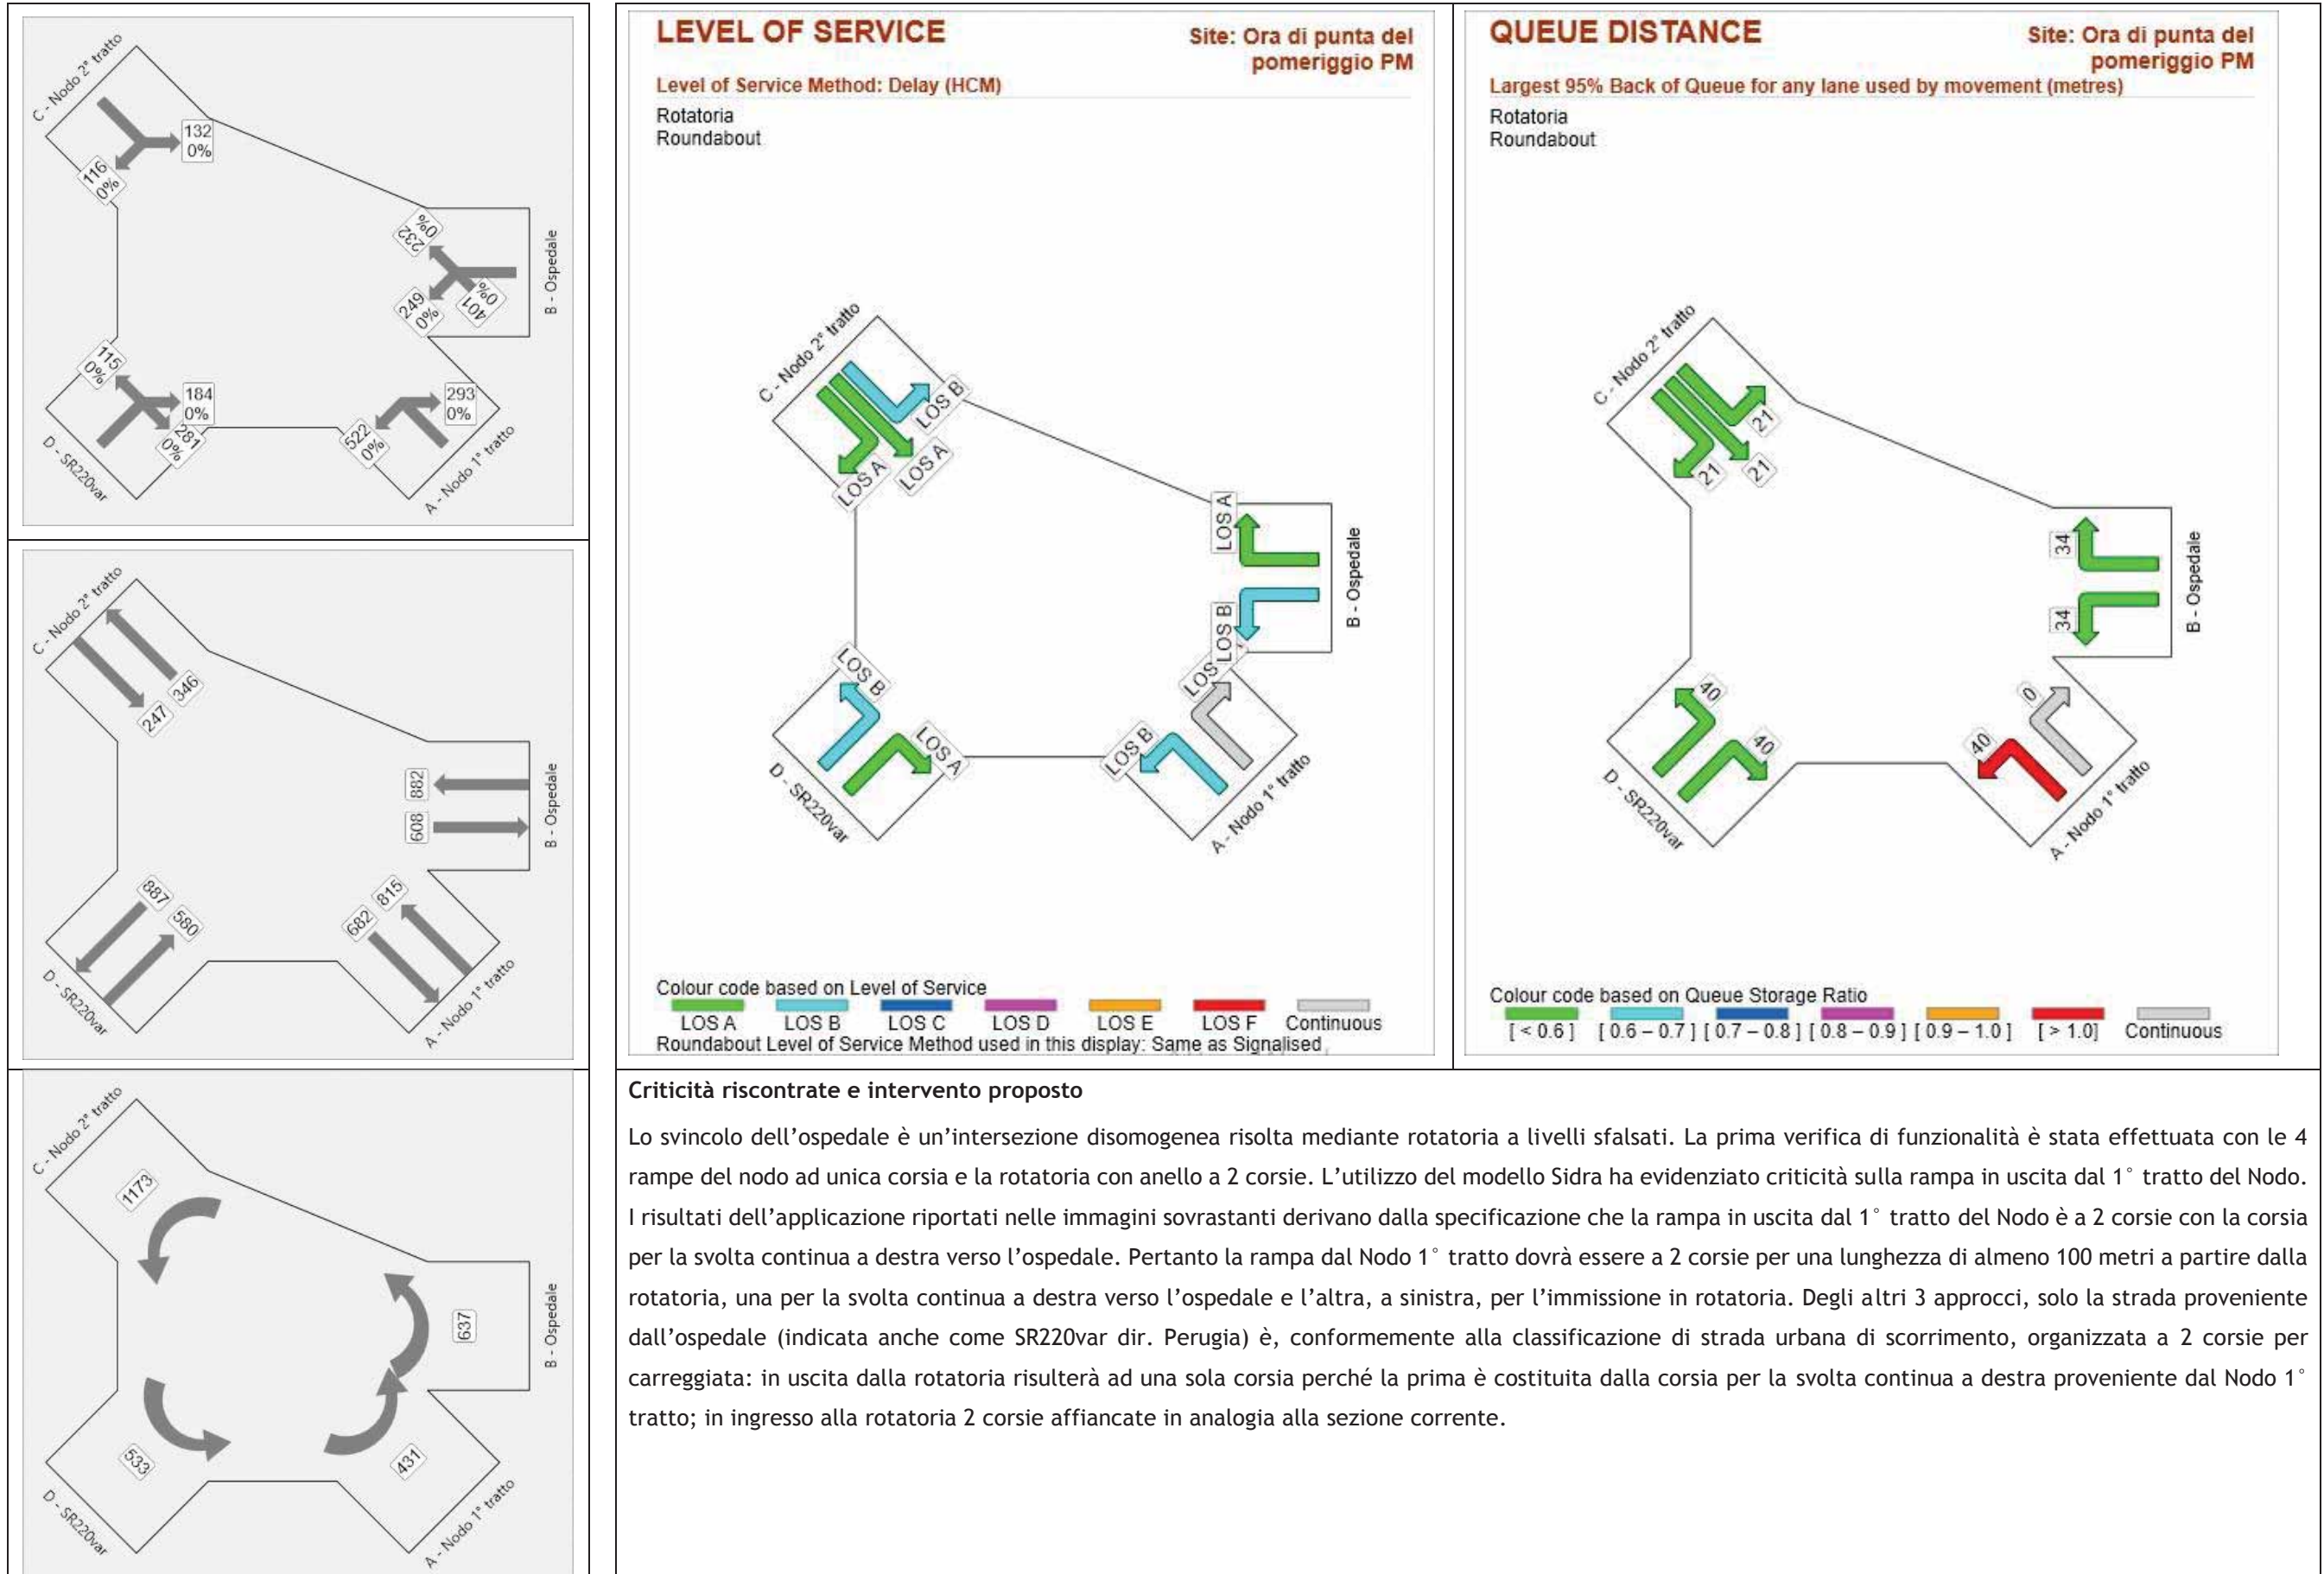 C - Nodo 2° tratto
132
0%
116
0%
232
0%
249
0%
401
0%
B - Ospedale
115
0%
184
0%
281
0%
D - SR220var
522
0%
293
0%
A - Nodo 1° tratto
C - Nodo 2° tratto
346
247
882
608
B - Ospedale
887
580
D - SR220var
682
815
A - Nodo 1° tratto
C - Nodo 2° tratto
1173
637
B - Ospedale
533
431
D - SR220var
A - Nodo 1° tratto
LEVEL OF SERVICE
Site: Ora di punta del
pomeriggio PM
Level of Service Method: Delay (HCM)
Rotatoria
Roundabout
C - Nodo 2° tratto
LOS B
LOS A
LOS A
LOS A
LOS B
B - Ospedale
LOS B
LOS A
D - SR220var
LOS B
LOS
A - Nodo 1° tratto
Colour code based on Level of Service
LOS A LOS B LOS C LOS D LOS E LOS F Continuous
Roundabout Level of Service Method used in this display: Same as Signalised
QUEUE DISTANCE
Site: Ora di punta del
pomeriggio PM
Largest 95% Back of Queue for any lane used by movement (metres)
Rotatoria
Roundabout
C - Nodo 2° tratto
21
21
21
34
34
B - Ospedale
40
40
D - SR220var
40
0
A - Nodo 1° tratto
Colour code based on Queue Storage Ratio
[ < 0.6 ] [ 0.6 – 0.7 ] [ 0.7 – 0.8 ] [ 0.8 – 0.9 ] [ 0.9 – 1.0 ] [ > 1.0] Continuous
Criticità riscontrate e intervento proposto
Lo svincolo dell’ospedale è un’intersezione disomogenea risolta mediante rotatoria a livelli sfalsati. La prima verifica di funzionalità è stata effettuata con le 4
rampe del nodo ad unica corsia e la rotatoria con anello a 2 corsie. L’utilizzo del modello Sidra ha evidenziato criticità sulla rampa in uscita dal 1° tratto del Nodo.
I risultati dell’applicazione riportati nelle immagini sovrastanti derivano dalla specificazione che la rampa in uscita dal 1° tratto del Nodo è a 2 corsie con la corsia
per la svolta continua a destra verso l’ospedale. Pertanto la rampa dal Nodo 1° tratto dovrà essere a 2 corsie per una lunghezza di almeno 100 metri a partire dalla
rotatoria, una per la svolta continua a destra verso l’ospedale e l’altra, a sinistra, per l’immissione in rotatoria. Degli altri 3 approcci, solo la strada proveniente
dall’ospedale (indicata anche come SR220var dir. Perugia) è, conformemente alla classificazione di strada urbana di scorrimento, organizzata a 2 corsie per
carreggiata: in uscita dalla rotatoria risulterà ad una sola corsia perché la prima è costituita dalla corsia per la svolta continua a destra proveniente dal Nodo 1°
tratto; in ingresso alla rotatoria 2 corsie affiancate in analogia alla sezione corrente.